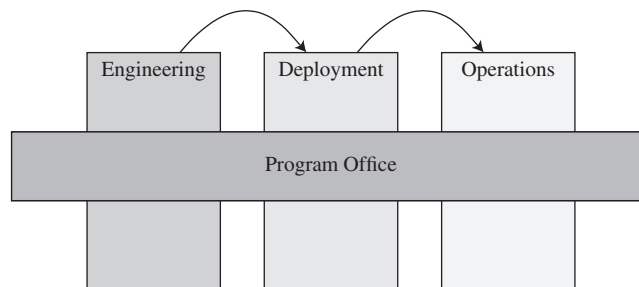 Engineering
Deployment
Operations
Program Office